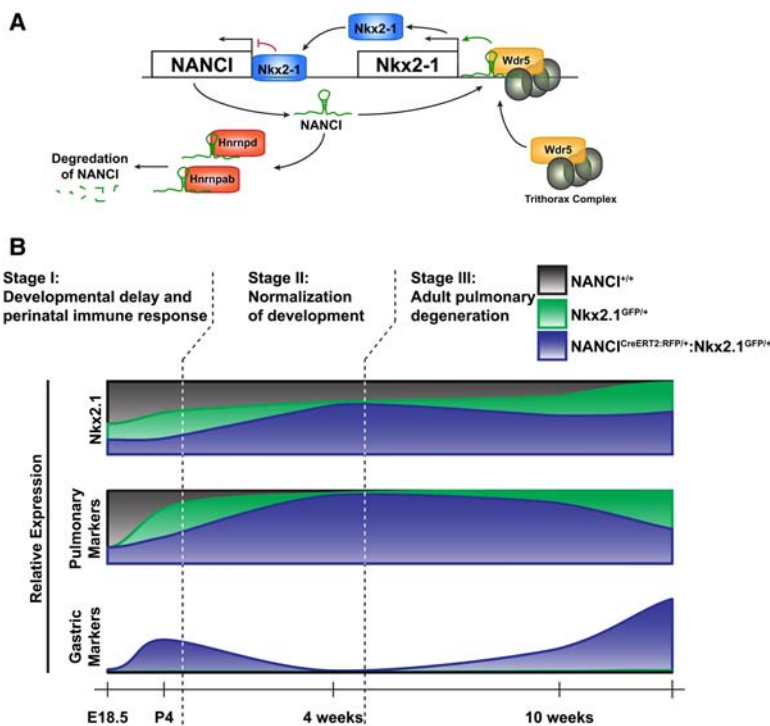 A
Nkx2-1
NANCI
Nkx2-1
Nkx2-1
Wdr5
NANCI
Hnrnpd
Hnrnpab
Degredation
of NANCI
Wdr5
Trithorax Complex
B
Stage I:
Developmental delay and
perinatal immune response
Stage II:
Normalization
of development
Stage III:
Adult pulmonary
degeneration
NANCI+/+
Nkx2.1GFP/+
NANCICreERT2:RFP/+:Nkx2.1GFP/+
Relative Expression
Nkx2.1
Pulmonary
Markers
Gastric
Markers
E18.5 P4 4 weeks 10 weeks